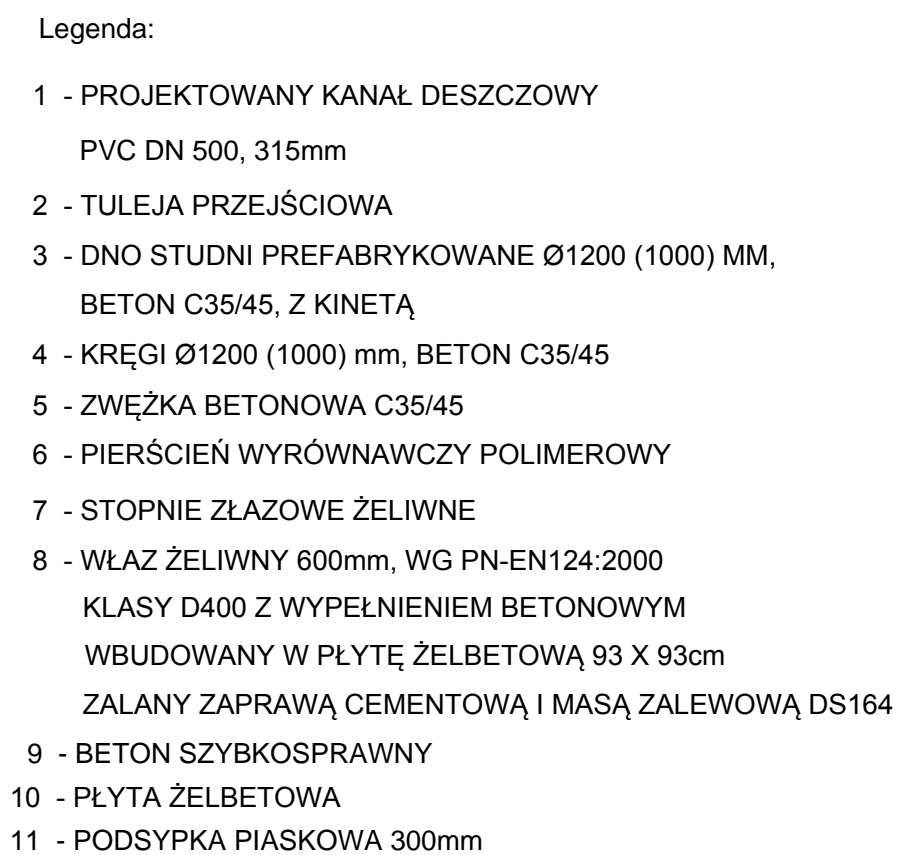 Legenda:
1 - PROJEKTOWANY KANAŁ DESZCZOWY
PVC DN 500, 315mm
2 - TULEJA PRZEJŚCIOWA
3 - DNO STUDNI PREFABRYKOWANE Ø1200 (1000) MM,
BETON C35/45, Z KINETĄ
4 - KRĘGI Ø1200 (1000) mm, BETON C35/45
5 - ZWĘŻKA BETONOWA C35/45
6 - PIERŚCIEŃ WYRÓWNAWCZY POLIMEROWY
7 - STOPNIE ZŁAZOWE ŻELIWNE
8 - WŁAZ ŻELIWNY 600mm, WG PN-EN124:2000
KLASY D400 Z WYPEŁNIENIEM BETONOWYM
WBUDOWANY W PŁYTĘ ŻELBETOWĄ 93 X 93cm
ZALANY ZAPRAWĄ CEMENTOWĄ I MASĄ ZALEWOWĄ DS164
9 - BETON SZYBKOSPRAWNY
10 - PŁYTA ŻELBETOWA
11 - PODSYPKA PIASKOWA 300mm